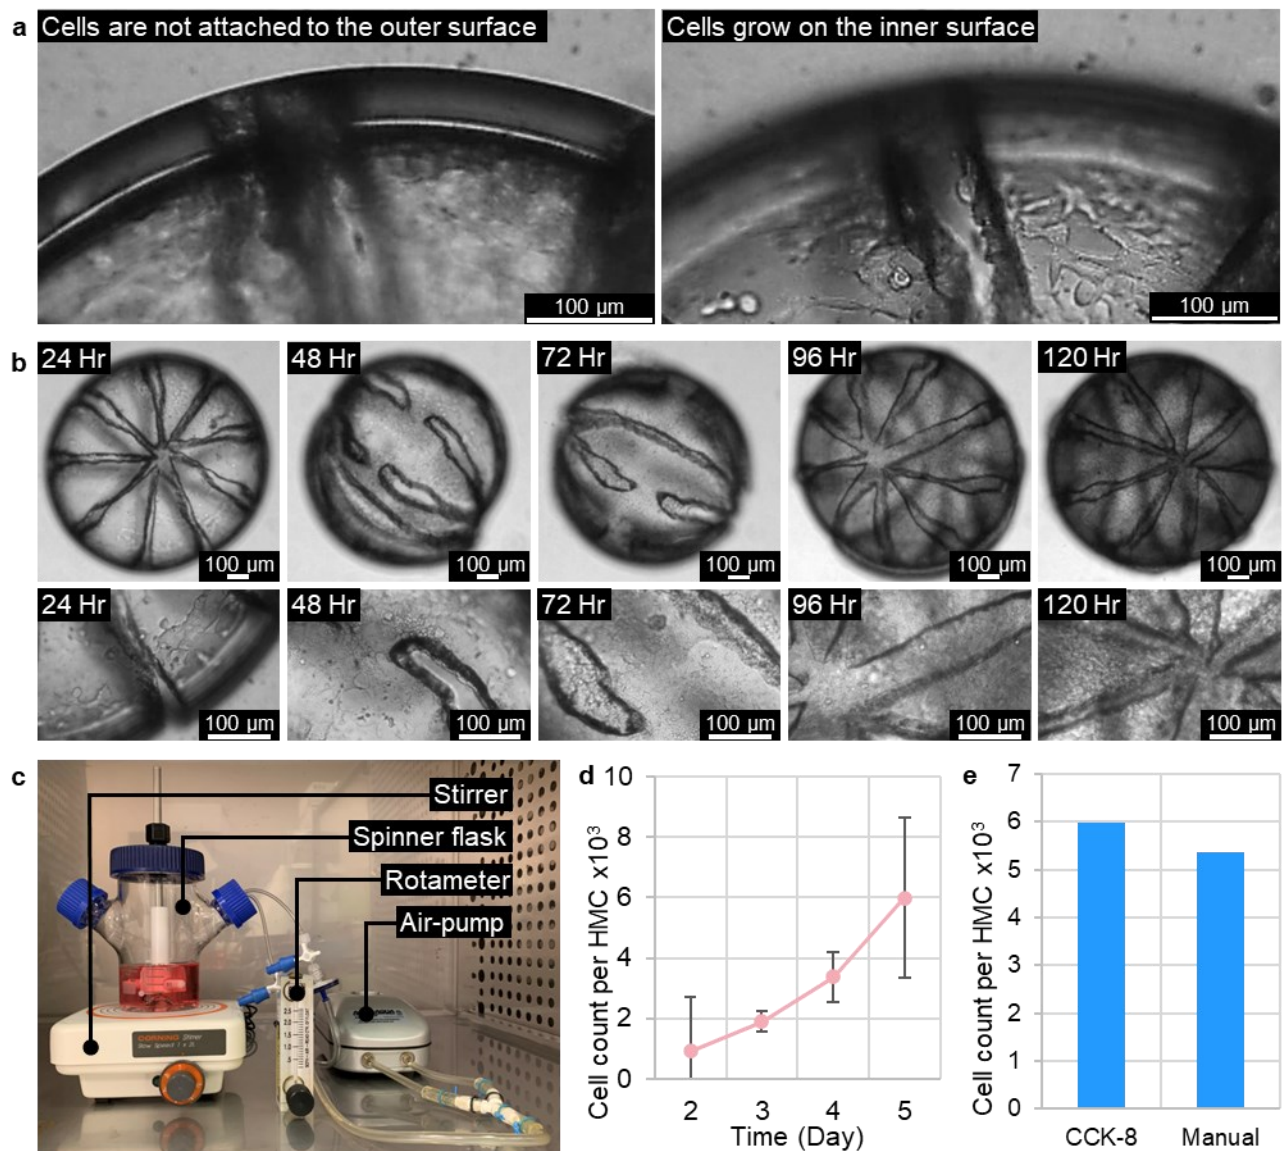 a
Cells are not attached to the outer surface
Cells grow on the inner surface
100 µm
100 µm
b
24 Hr
48 Hr
72 Hr
96 Hr
120 Hr
100 µm
100 µm
100 µm
100 µm
100 µm
24 Hr
48 Hr
72 Hr
96 Hr
120 Hr
100 µm
100 µm
100 µm
100 µm
100 µm
c
Stirrer
Spinner flask
Rotameter
Air-pump
CORNING Stirrer
d
Cell count per HMC x10³
10
8
6
4
2
0
2 3 4 5
Time (Day)
e
Cell count per HMC x10³
7
6
5
4
3
2
1
0
CCK-8 Manual